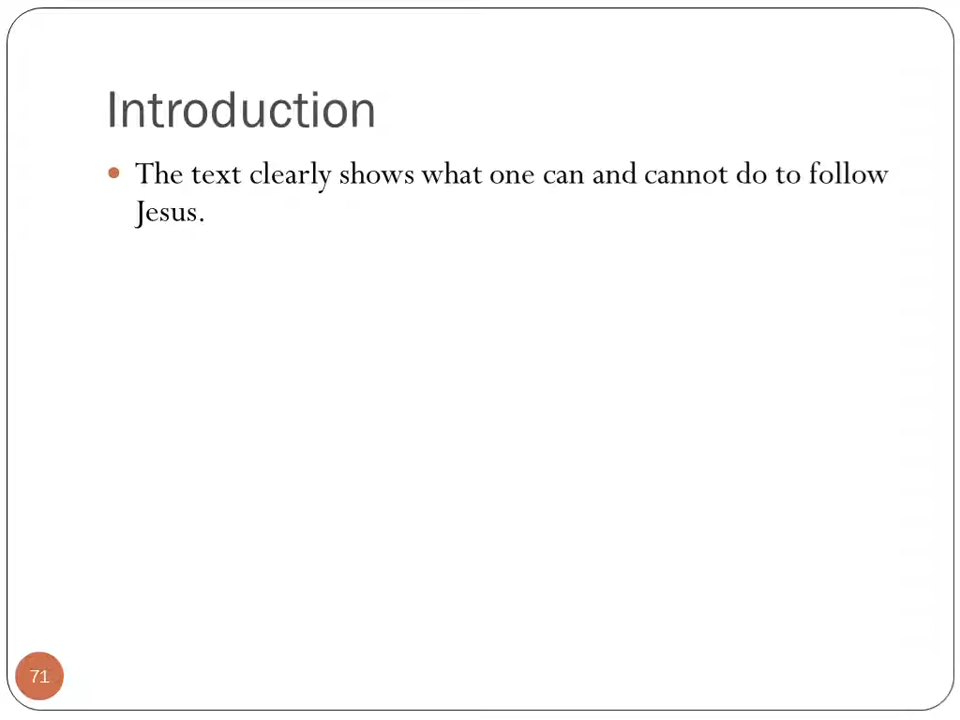 Introduction
• The text clearly shows what one can and cannot do to follow
Jesus.
71